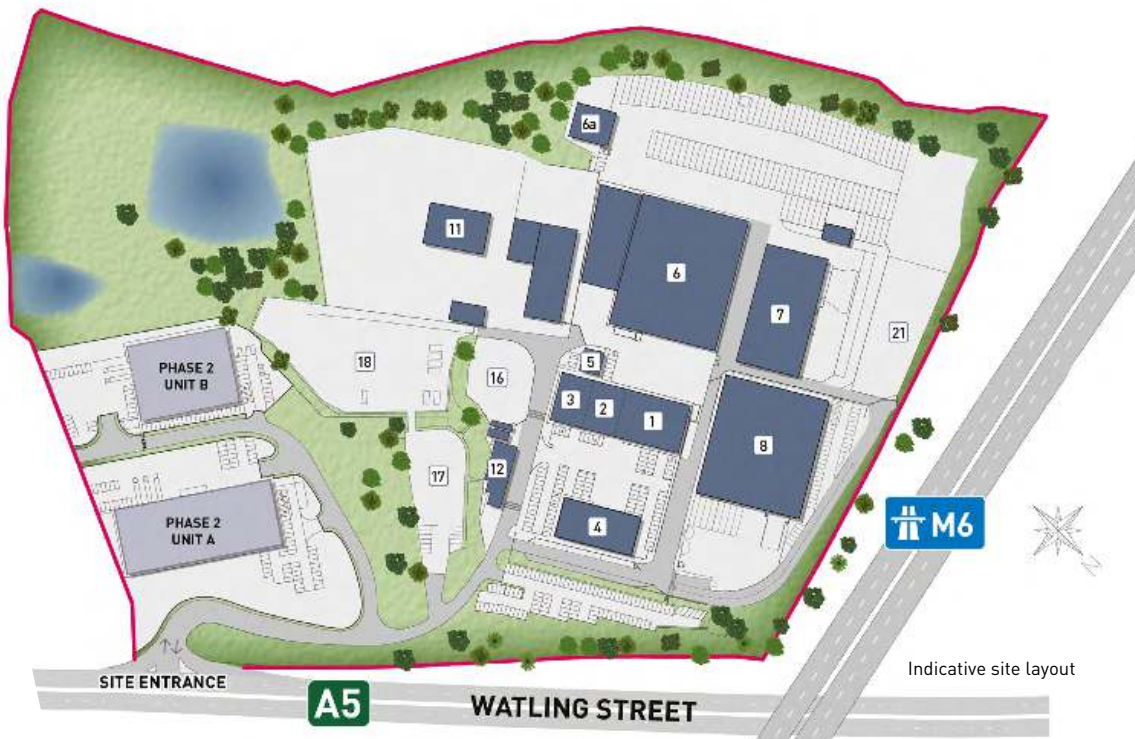 6a
11
6
7
21
18
16
5
PHASE 2
UNIT B
3
2
1
8
12
17
PHASE 2
UNIT A
4
M6
N
Indicative site layout
SITE ENTRANCE
A5
WATLING STREET